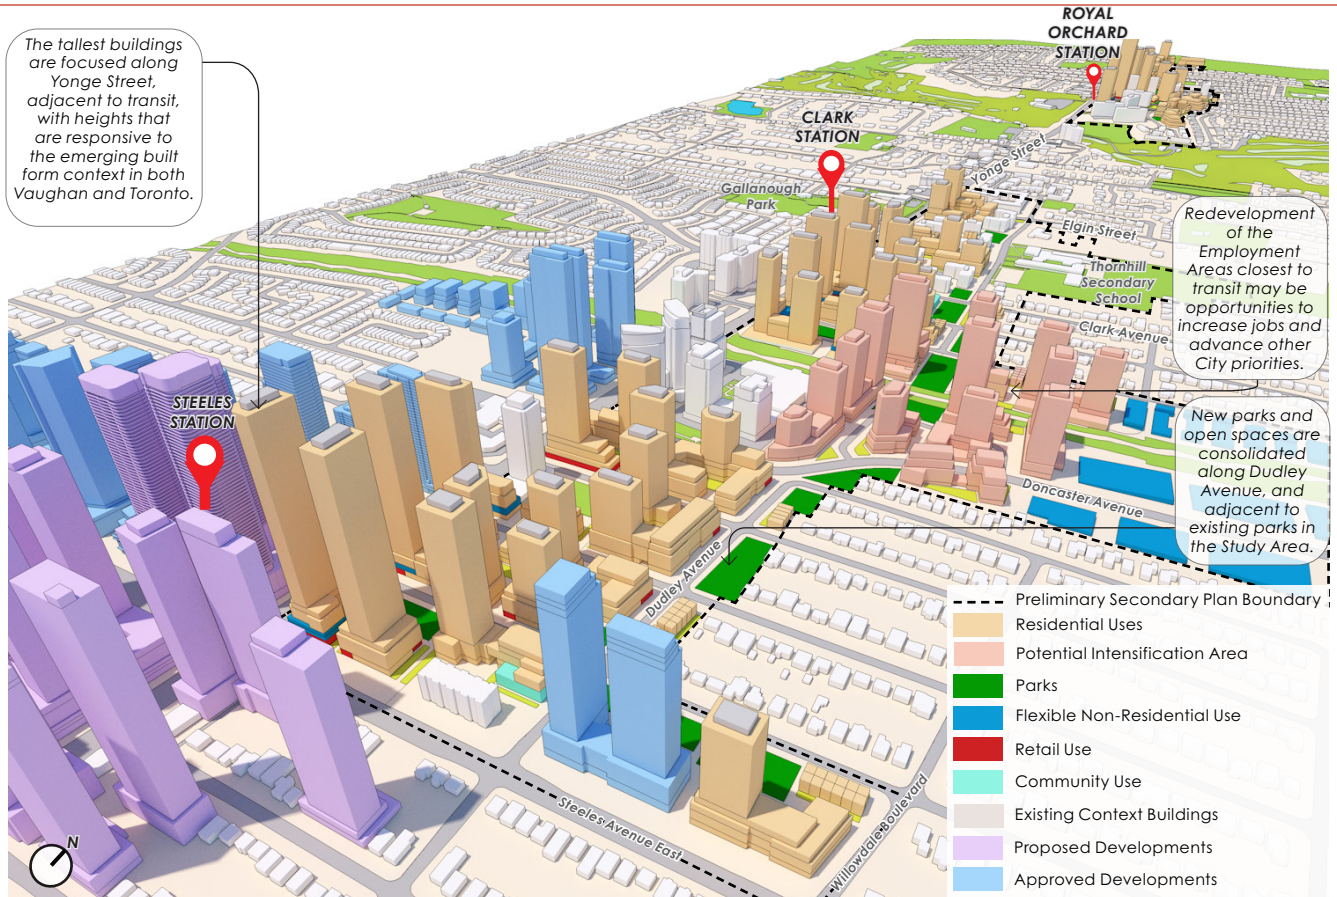 The tallest buildings
are focused along
Yonge Street,
adjacent to transit,
with heights that
are responsive to
the emerging built
form context in both
Vaughan and Toronto.
ROYAL
ORCHARD
STATION
CLARK
STATION
Yonge Street
Gallanough
Park
Elgin Street
Thornhill
Secondary
School
Clark Avenue
Redevelopment
of the
Employment
Areas closest to
transit may be
opportunities to
increase jobs and
advance other
City priorities.
STEELES
STATION
New parks and
open spaces are
consolidated
along Dudley
Avenue, and
adjacent to
existing parks in
the Study Area.
Doncaster Avenue
Dudley Avenue
Steeles Avenue East
Willowdale Boulevard
N
Preliminary Secondary Plan Boundary
Residential Uses
Potential Intensification Area
Parks
Flexible Non-Residential Use
Retail Use
Community Use
Existing Context Buildings
Proposed Developments
Approved Developments